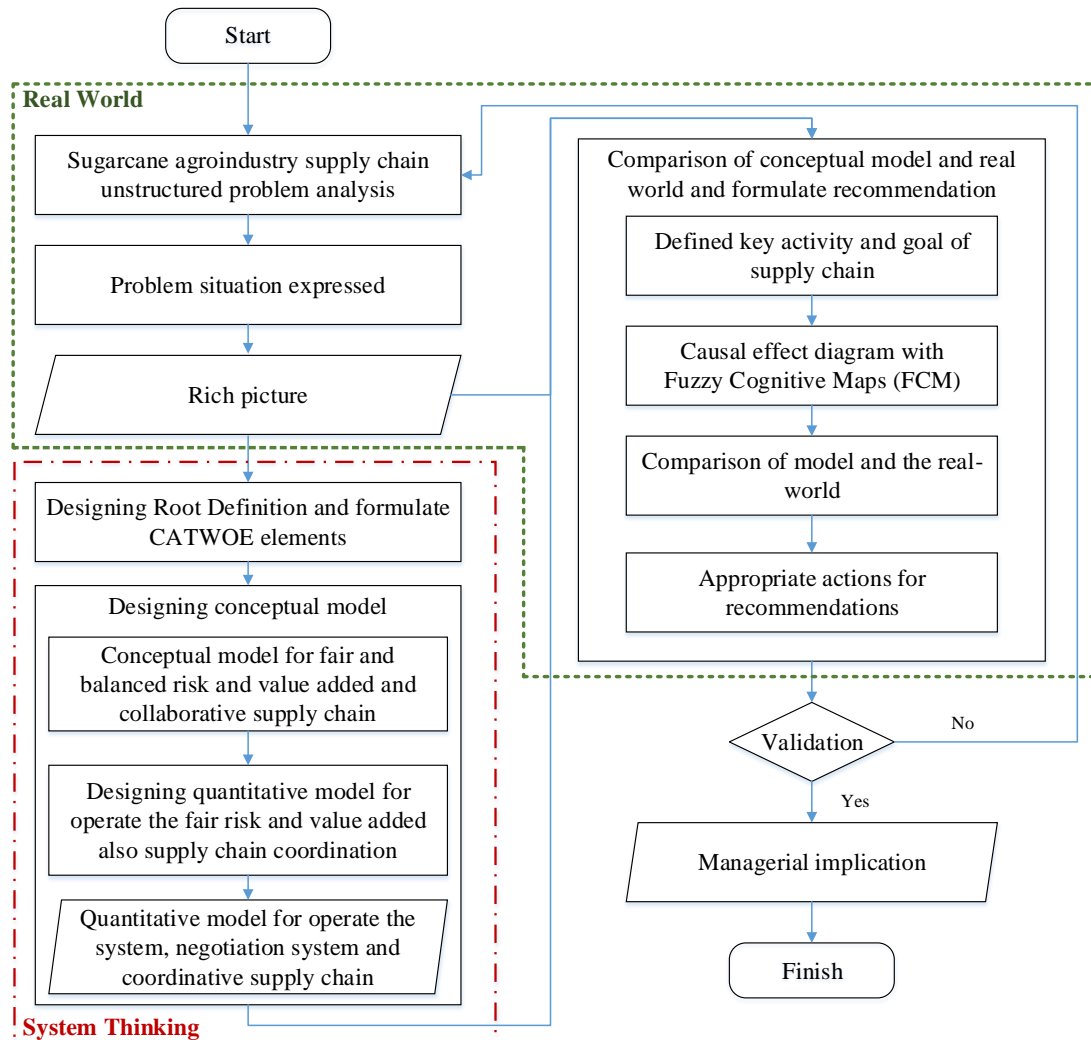 Start
Real World
Sugarcane agroindustry supply chain
unstructured problem analysis
Problem situation expressed
Rich picture
Designing Root Definition and formulate
CATWOE elements
Designing conceptual model
Conceptual model for fair and
balanced risk and value added and
collaborative supply chain
Designing quantitative model for
operate the fair risk and value added
also supply chain coordination
Quantitative model for operate the
system, negotiation system and
coordinative supply chain
System Thinking
Comparison of conceptual model and real
world and formulate recommendation
Defined key activity and goal of
supply chain
Causal effect diagram with
Fuzzy Cognitive Maps (FCM)
Comparison of model and the real-
world
Appropriate actions for
recommendations
Validation
No
Yes
Managerial implication
Finish